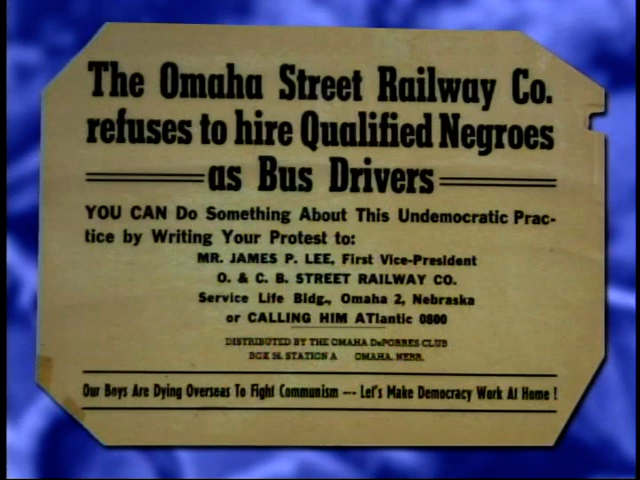 The Omaha Street Railway Co.
refuses to hire Qualified Negroes
as Bus Drivers
YOU CAN Do Something About This Undemocratic Prac-
tice by Writing Your Protest to:
MR. JAMES P. LEE, First Vice-President
O. & C. B. STREET RAILWAY CO.
Service Life Bldg., Omaha 2, Nebraska
or CALLING HIM ATlantic 0800
DISTRIBUTED BY THE OMAHA DePORRES CLUB
BOX 54, STATION A OMAHA, NEBR.
Our Boys Are Dying Overseas To Fight Communism --- Let's Make Democracy Work At Home !